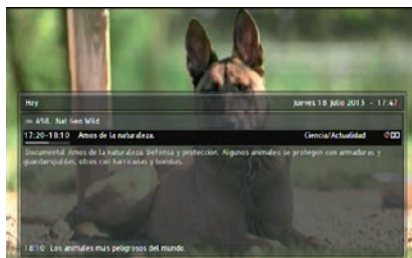 Hoy
Jueves 18 Julio 2013 - 17:47
458. Nat Geo Wild
17:20-18:10 Amos de la naturaleza. Ciencia/Actualidad
Documental Amos de la naturaleza. Defensa y protección. Algunos animales se protegen con armaduras y
guardaespaldas, otros con barricadas y bombas.
18:10 Los animales más peligrosos del mundo.